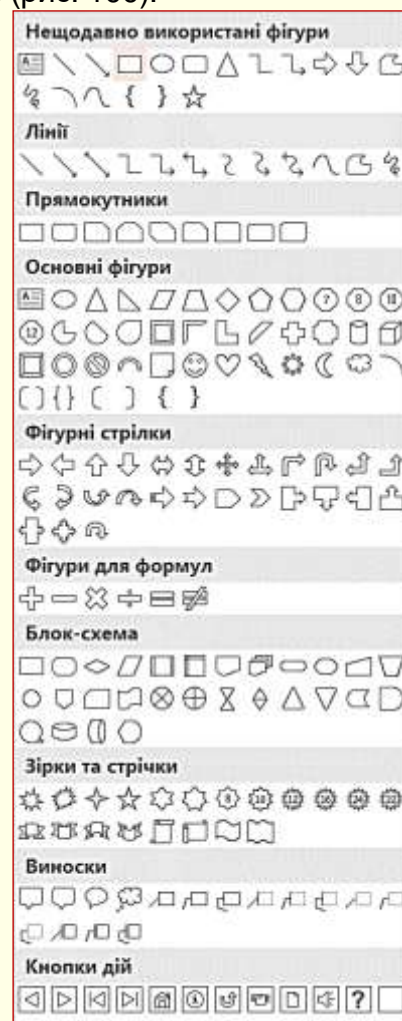 Нещодавно використані фігури
Лінії
Прямокутники
Основні фігури
Фігурні стрілки
Фігури для формул
Блок-схема
Зірки та стрічки
Виноски
Кнопки дій